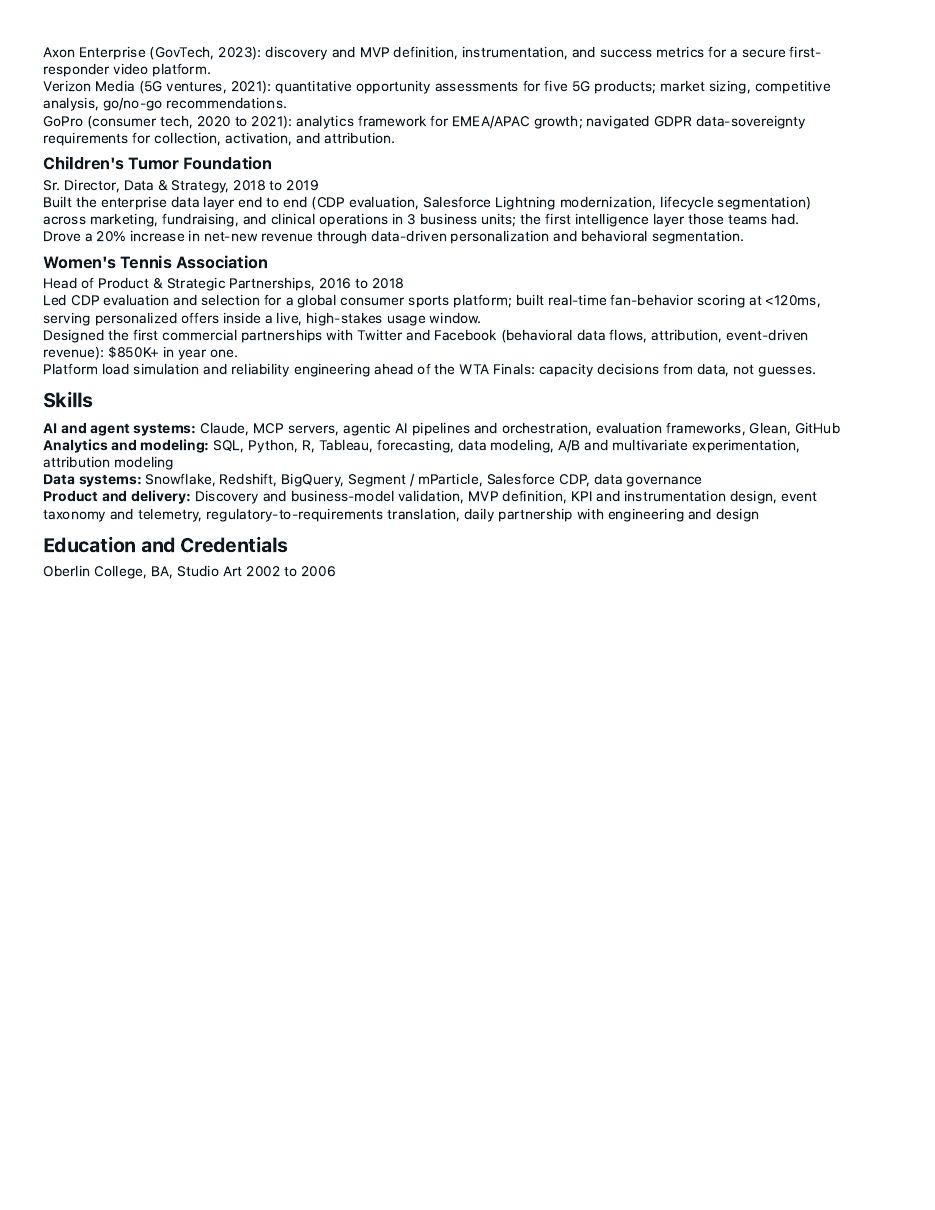 Axon Enterprise (GovTech, 2023): discovery and MVP definition, instrumentation, and success metrics for a secure first-
responder video platform.
Verizon Media (5G ventures, 2021): quantitative opportunity assessments for five 5G products; market sizing, competitive
analysis, go/no-go recommendations.
GoPro (consumer tech, 2020 to 2021): analytics framework for EMEA/APAC growth; navigated GDPR data-sovereignty
requirements for collection, activation, and attribution.
Children's Tumor Foundation
Sr. Director, Data & Strategy, 2018 to 2019
Built the enterprise data layer end to end (CDP evaluation, Salesforce Lightning modernization, lifecycle segmentation)
across marketing, fundraising, and clinical operations in 3 business units; the first intelligence layer those teams had.
Drove a 20% increase in net-new revenue through data-driven personalization and behavioral segmentation.
Women's Tennis Association
Head of Product & Strategic Partnerships, 2016 to 2018
Led CDP evaluation and selection for a global consumer sports platform; built real-time fan-behavior scoring at <120ms,
serving personalized offers inside a live, high-stakes usage window.
Designed the first commercial partnerships with Twitter and Facebook (behavioral data flows, attribution, event-driven
revenue): $850K+ in year one.
Platform load simulation and reliability engineering ahead of the WTA Finals: capacity decisions from data, not guesses.
Skills
AI and agent systems: Claude, MCP servers, agentic AI pipelines and orchestration, evaluation frameworks, Glean, GitHub
Analytics and modeling: SQL, Python, R, Tableau, forecasting, data modeling, A/B and multivariate experimentation,
attribution modeling
Data systems: Snowflake, Redshift, BigQuery, Segment / mParticle, Salesforce CDP, data governance
Product and delivery: Discovery and business-model validation, MVP definition, KPI and instrumentation design, event
taxonomy and telemetry, regulatory-to-requirements translation, daily partnership with engineering and design
Education and Credentials
Oberlin College, BA, Studio Art 2002 to 2006